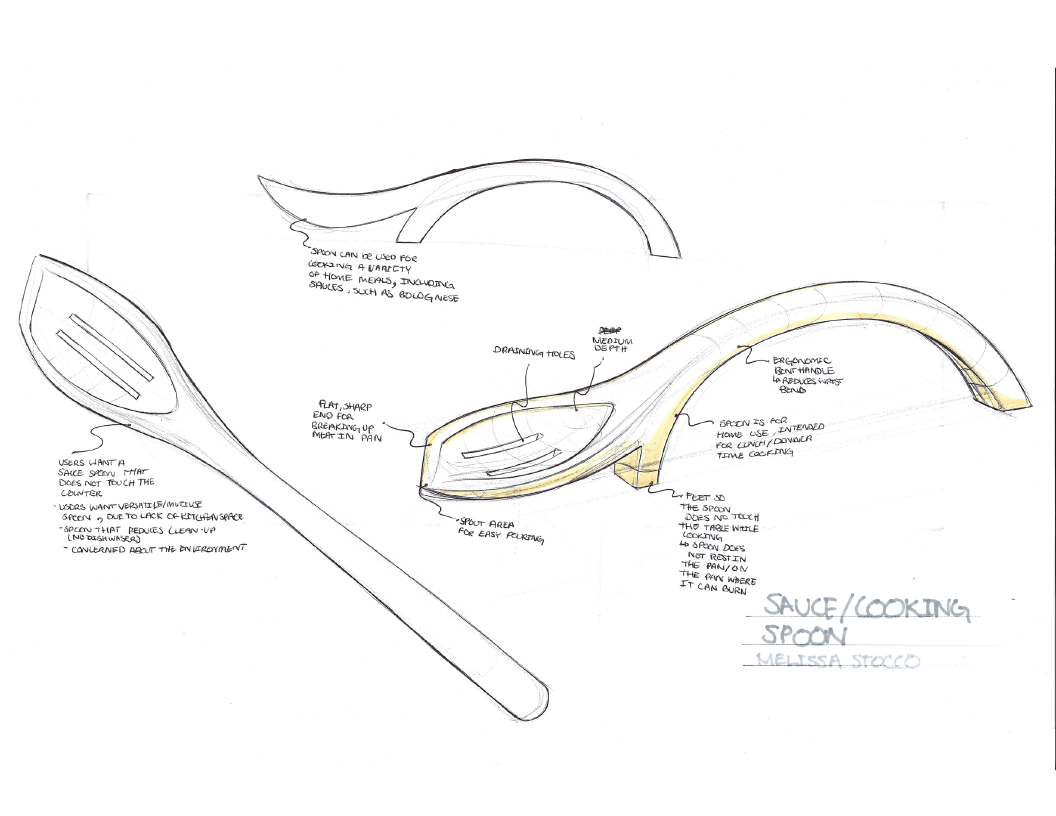 SPOON CAN BE USED FOR
COOKING A VARIETY
OF HOME MEALS, INCLUDING
SAUCES, SUCH AS BOLOGNESE
DEEP
MEDIUM
DEPTH
DRAINING HOLES
ERGONOMIC
BENT HANDLE
↳ REDUCES WRIST
BEND
FLAT, SHARP
END FOR
BREAKING UP
MEAT IN PAN
SPOON IS FOR
HOME USE, INTENDED
FOR LUNCH/DINNER
TIME COOKING
USERS WANT A
SAUCE SPOON THAT
DOES NOT TOUCH THE
COUNTER
- USERS WANT VERSATILE/MULTIUSE
SPOON, DUE TO LACK OF KITCHEN SPACE
- SPOON THAT REDUCES CLEAN-UP
(NO DISHWASER)
- CONCERNED ABOUT THE ENVIRONMENT
SPOUT AREA
FOR EASY POURING
FEET SO
THE SPOON
DOES NOT TOUCH
THE TABLE WHILE
COOKING
↳ SPOON DOES
NOT REST IN
THE PAN/ON
THE PAN WHERE
IT CAN BURN
SAUCE/COOKING
SPOON
MELISSA STOCCO